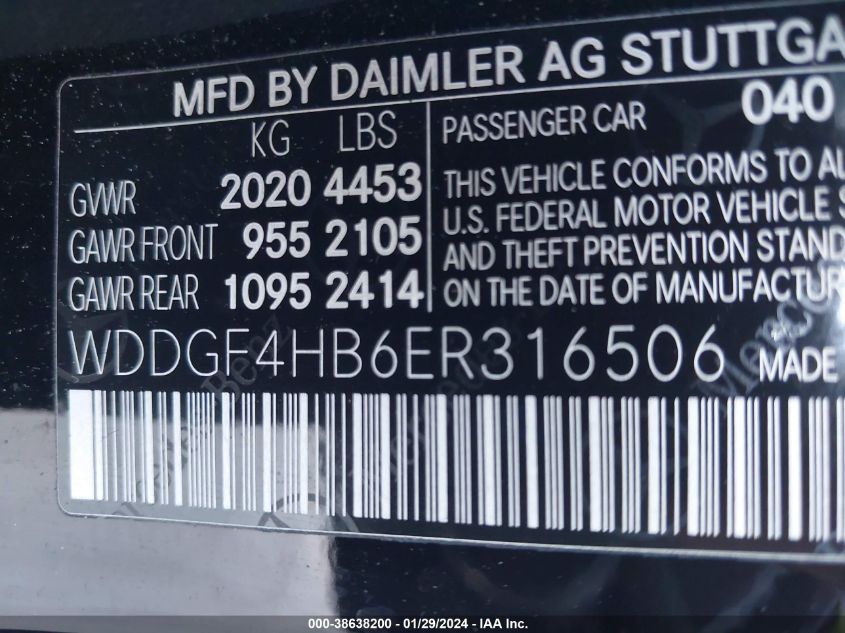 MFD BY DAIMLER AG STUTTGA
KG LBS
PASSENGER CAR 040
GVWR 2020 4453
GAWR FRONT 955 2105
GAWR REAR 1095 2414
THIS VEHICLE CONFORMS TO AL
U.S. FEDERAL MOTOR VEHICLE S
AND THEFT PREVENTION STAND
ON THE DATE OF MANUFACTUR
WDDGF4HB6ER316506 MADE
000-38638200 / 01/29/2024 - IAA Inc.